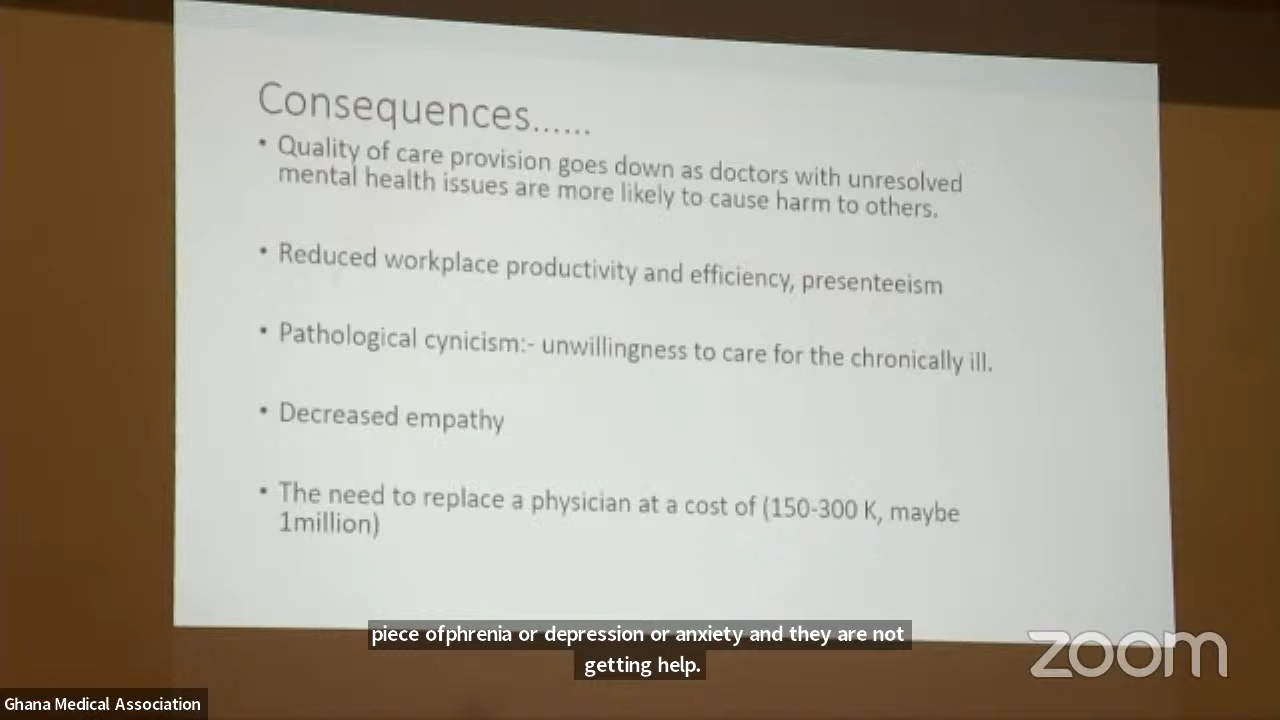 Consequences......
• Quality of care provision goes down as doctors with unresolved
mental health issues are more likely to cause harm to others.
• Reduced workplace productivity and efficiency, presenteeism
• Pathological cynicism:- unwillingness to care for the chronically ill.
• Decreased empathy
• The need to replace a physician at a cost of (150-300 K, maybe
1million)
piece ofphrenia or depression or anxiety and they are not
getting help.
zoom
Ghana Medical Association